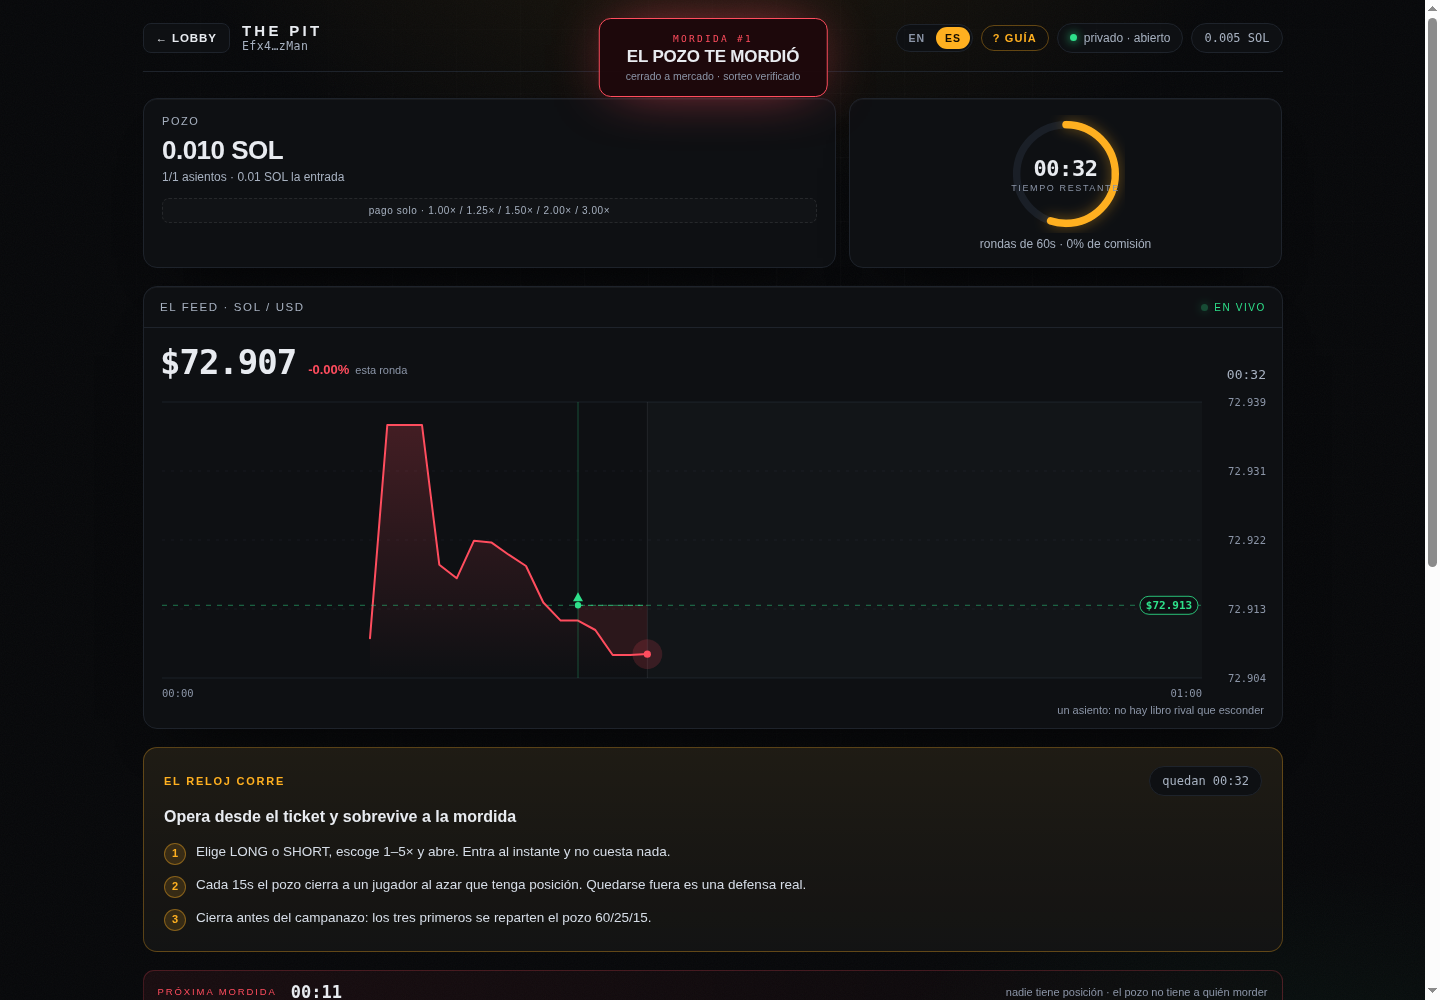 ← LOBBY
THE PIT
Efx4…zMan
MORDIDA #1
EL POZO TE MORDIÓ
cerrado a mercado · sorteo verificado
EN ES
? GUÍA
privado · abierto
0.005 SOL
POZO
0.010 SOL
1/1 asientos · 0.01 SOL la entrada
pago solo · 1.00× / 1.25× / 1.50× / 2.00× / 3.00×
00:32
TIEMPO RESTANTE
rondas de 60s · 0% de comisión
EL FEED · SOL / USD
EN VIVO
$72.907 -0.00% esta ronda
00:32
72.939
72.931
72.922
$72.913
72.913
72.904
00:00
01:00
un asiento: no hay libro rival que esconder
EL RELOJ CORRE
quedan 00:32
Opera desde el ticket y sobrevive a la mordida
1 Elige LONG o SHORT, escoge 1–5× y abre. Entra al instante y no cuesta nada.
2 Cada 15s el pozo cierra a un jugador al azar que tenga posición. Quedarse fuera es una defensa real.
3 Cierra antes del campanazo: los tres primeros se reparten el pozo 60/25/15.
PRÓXIMA MORDIDA 00:11
nadie tiene posición · el pozo no tiene a quién morder